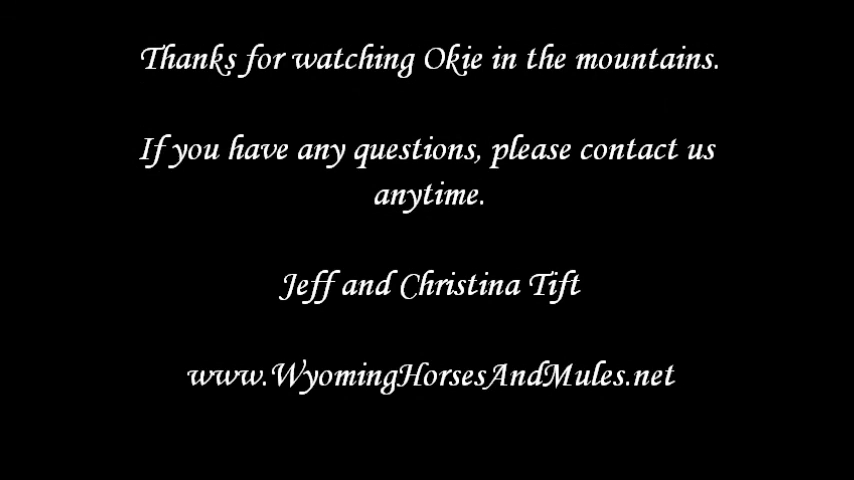 Thanks for watching Okie in the mountains.
If you have any questions, please contact us
anytime.
Jeff and Christina Tift
www.WyomingHorsesAndMules.net